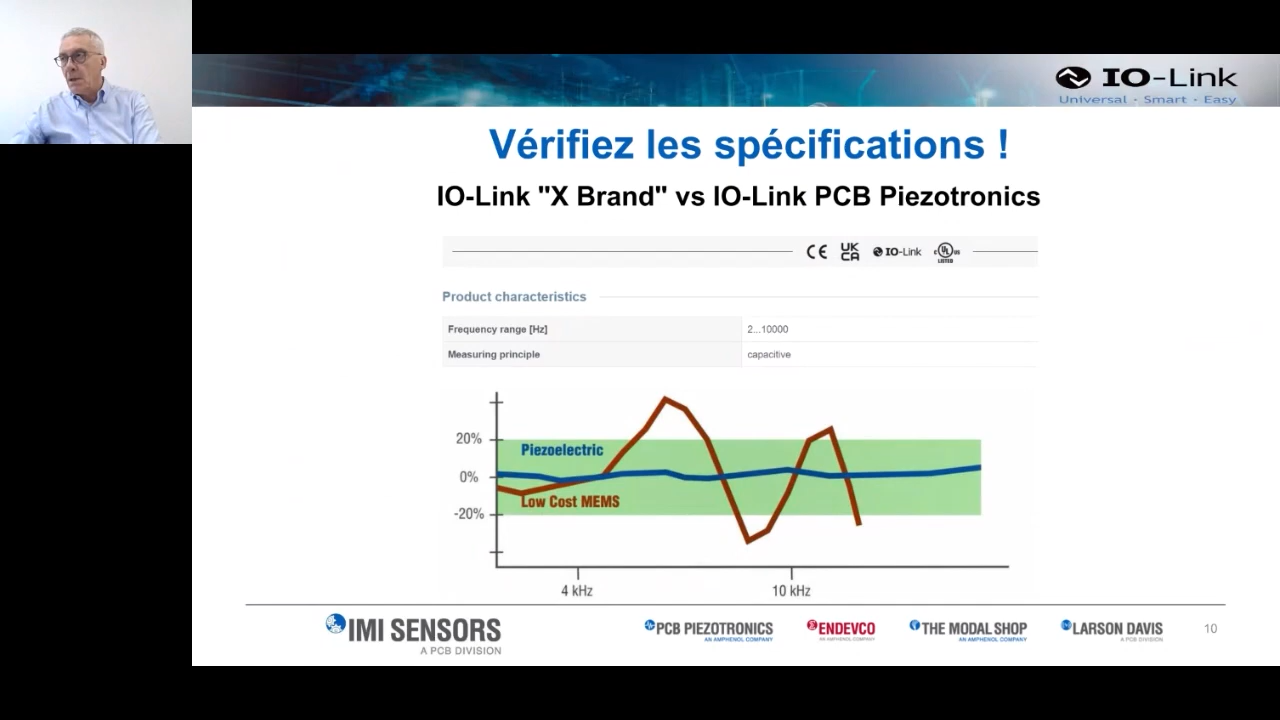 IO-Link
Universal · Smart · Easy
Vérifiez les spécifications !
IO-Link "X Brand" vs IO-Link PCB Piezotronics
CE UK CA IO-Link c UL us LISTED
Product characteristics
Frequency range [Hz] 2...10000
Measuring principle capacitive
20%
Piezoelectric
0%
Low Cost MEMS
-20%
4 kHz 10 kHz
IMI SENSORS
A PCB DIVISION
PCB PIEZOTRONICS
AN AMPHENOL COMPANY
ENDEVCO
AN AMPHENOL COMPANY
THE MODAL SHOP
AN AMPHENOL COMPANY
LARSON DAVIS
A PCB DIVISION
10